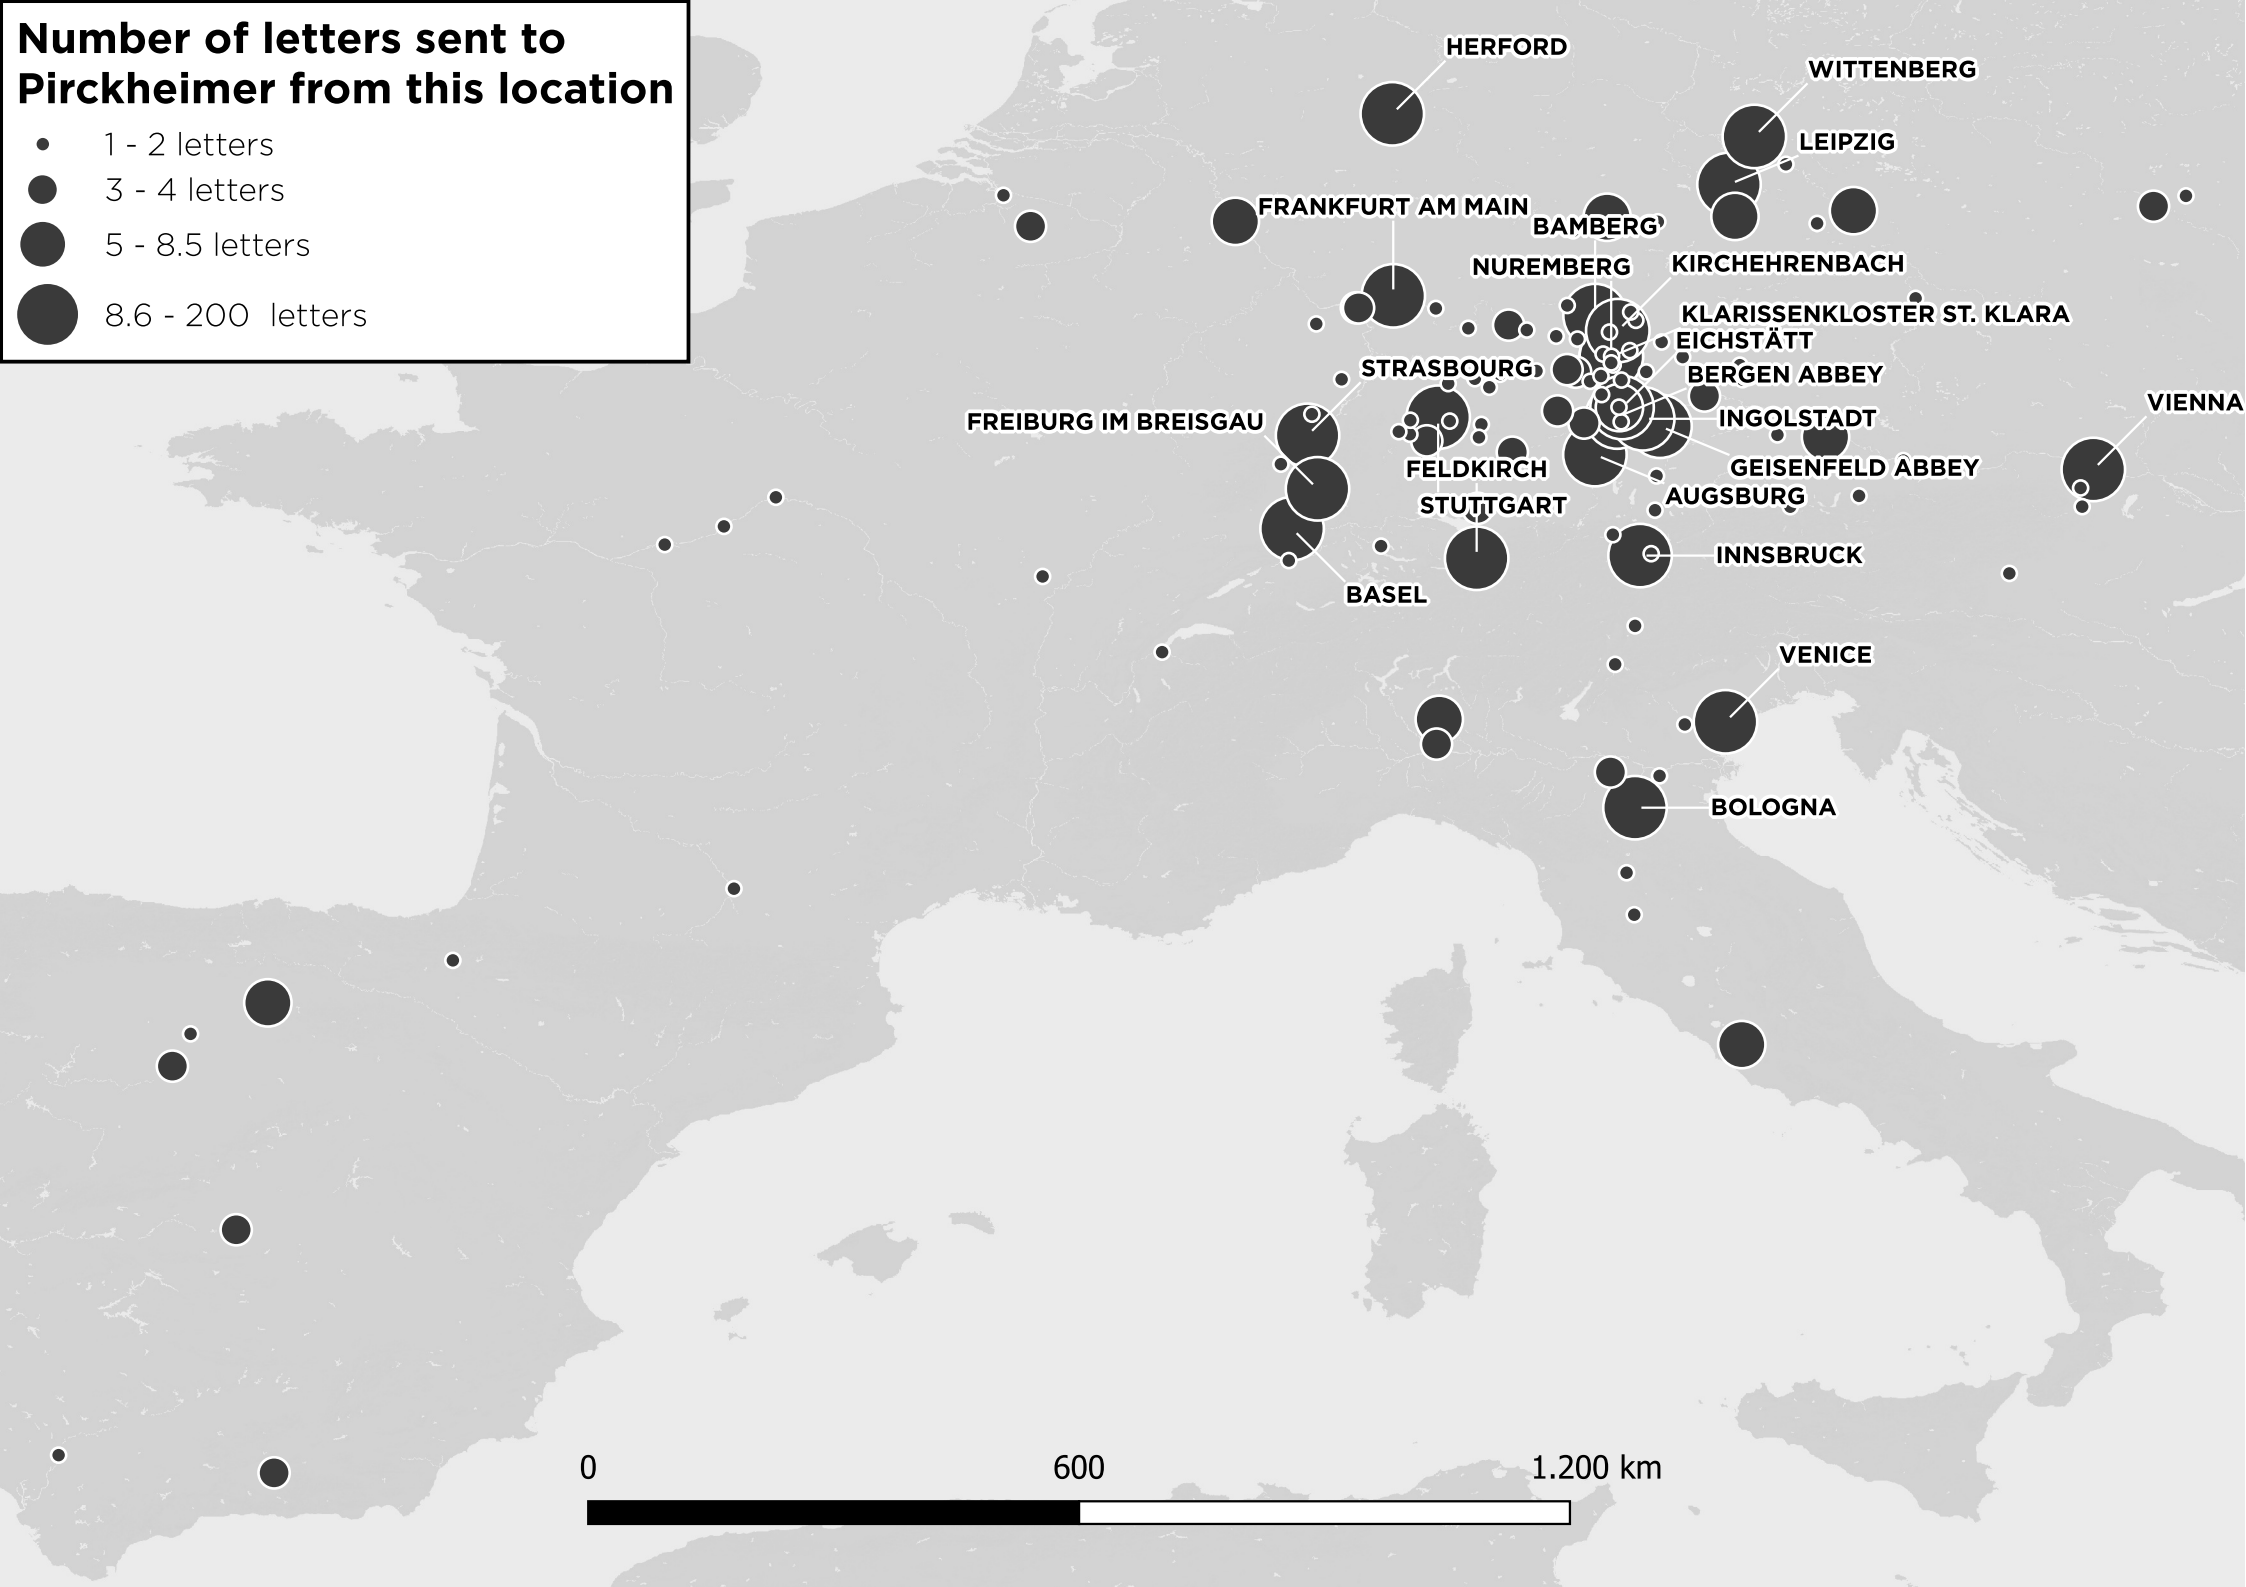 Number of letters sent to
Pirckheimer from this location
1 - 2 letters
3 - 4 letters
5 - 8.5 letters
8.6 - 200 letters
HERFORD
WITTENBERG
LEIPZIG
FRANKFURT AM MAIN
BAMBERG
NUREMBERG
KIRCHEHRENBACH
KLARISSENKLOSTER ST. KLARA
EICHSTÄTT
STRASBOURG
BERGEN ABBEY
VIENNA
FREIBURG IM BREISGAU
INGOLSTADT
FELDKIRCH
GEISENFELD ABBEY
AUGSBURG
STUTTGART
INNSBRUCK
BASEL
VENICE
BOLOGNA
0 600 1.200 km